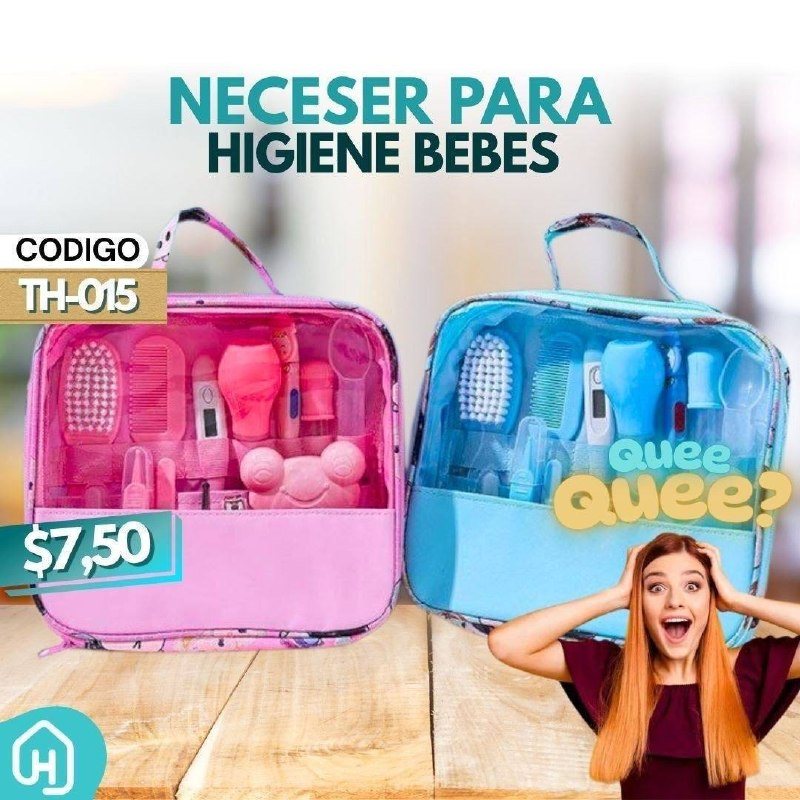 NECESER PARA
HIGIENE BEBES
CODIGO
TH-015
Quee
Quee?
$7,50